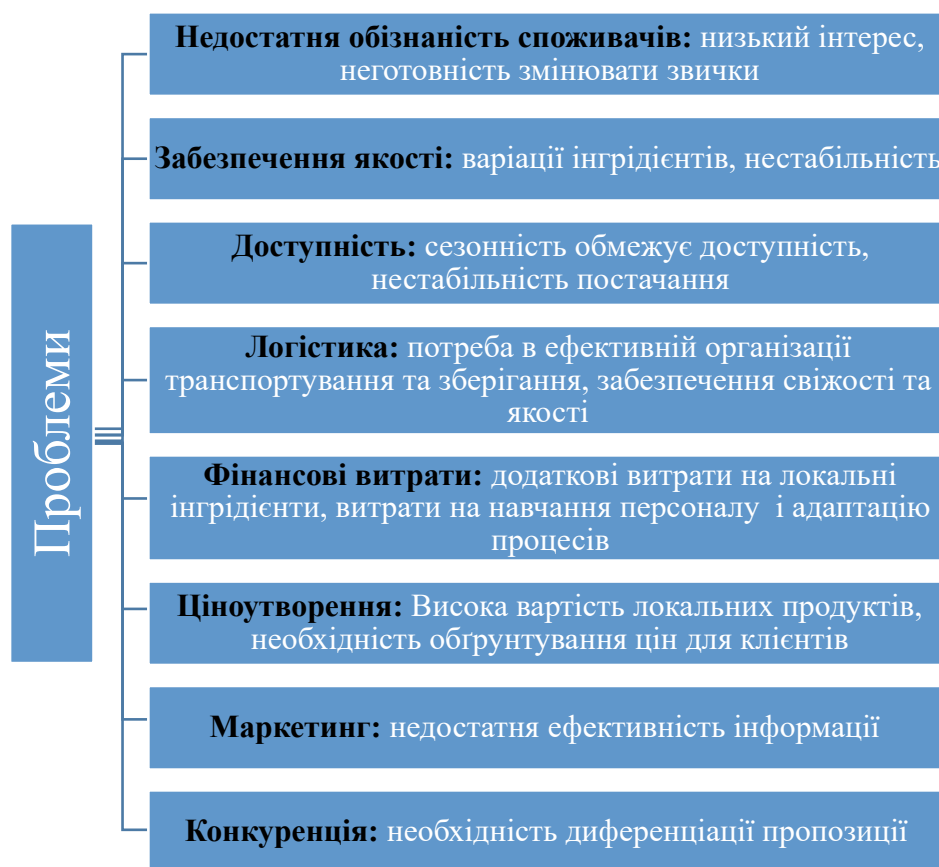 Проблеми
Недостатня обізнаність споживачів: низький інтерес,
неготовність змінювати звички
Забезпечення якості: варіації інгрідієнтів, нестабільність
Доступність: сезонність обмежує доступність,
нестабільність постачання
Логістика: потреба в ефективній організації
транспортування та зберігання, забезпечення свіжості та
якості
Фінансові витрати: додаткові витрати на локальні
інгрідієнти, витрати на навчання персоналу і адаптацію
процесів
Ціноутворення: Висока вартість локальних продуктів,
необхідність обґрунтування цін для клієнтів
Маркетинг: недостатня ефективність інформації
Конкуренція: необхідність диференціації пропозиції